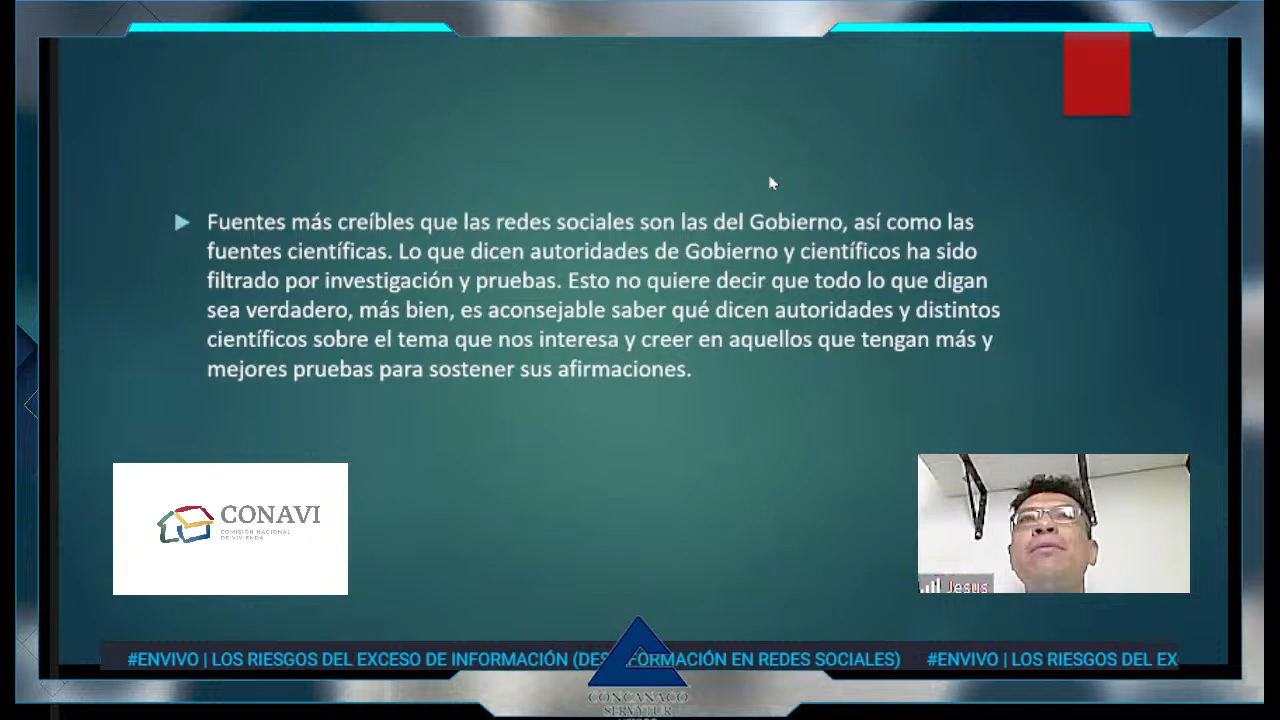 Fuentes más creíbles que las redes sociales son las del Gobierno, así como las
fuentes científicas. Lo que dicen autoridades de Gobierno y científicos ha sido
filtrado por investigación y pruebas. Esto no quiere decir que todo lo que digan
sea verdadero, más bien, es aconsejable saber qué dicen autoridades y distintos
científicos sobre el tema que nos interesa y creer en aquellos que tengan más y
mejores pruebas para sostener sus afirmaciones.
CONAVI
COMISIÓN NACIONAL
DE VIVIENDA
Jesus
#ENVIVO | LOS RIESGOS DEL EXCESO DE INFORMACIÓN (DES FORMACIÓN EN REDES SOCIALES) #ENVIVO | LOS RIESGOS DEL EX
CONCANACO
SERVYTUR